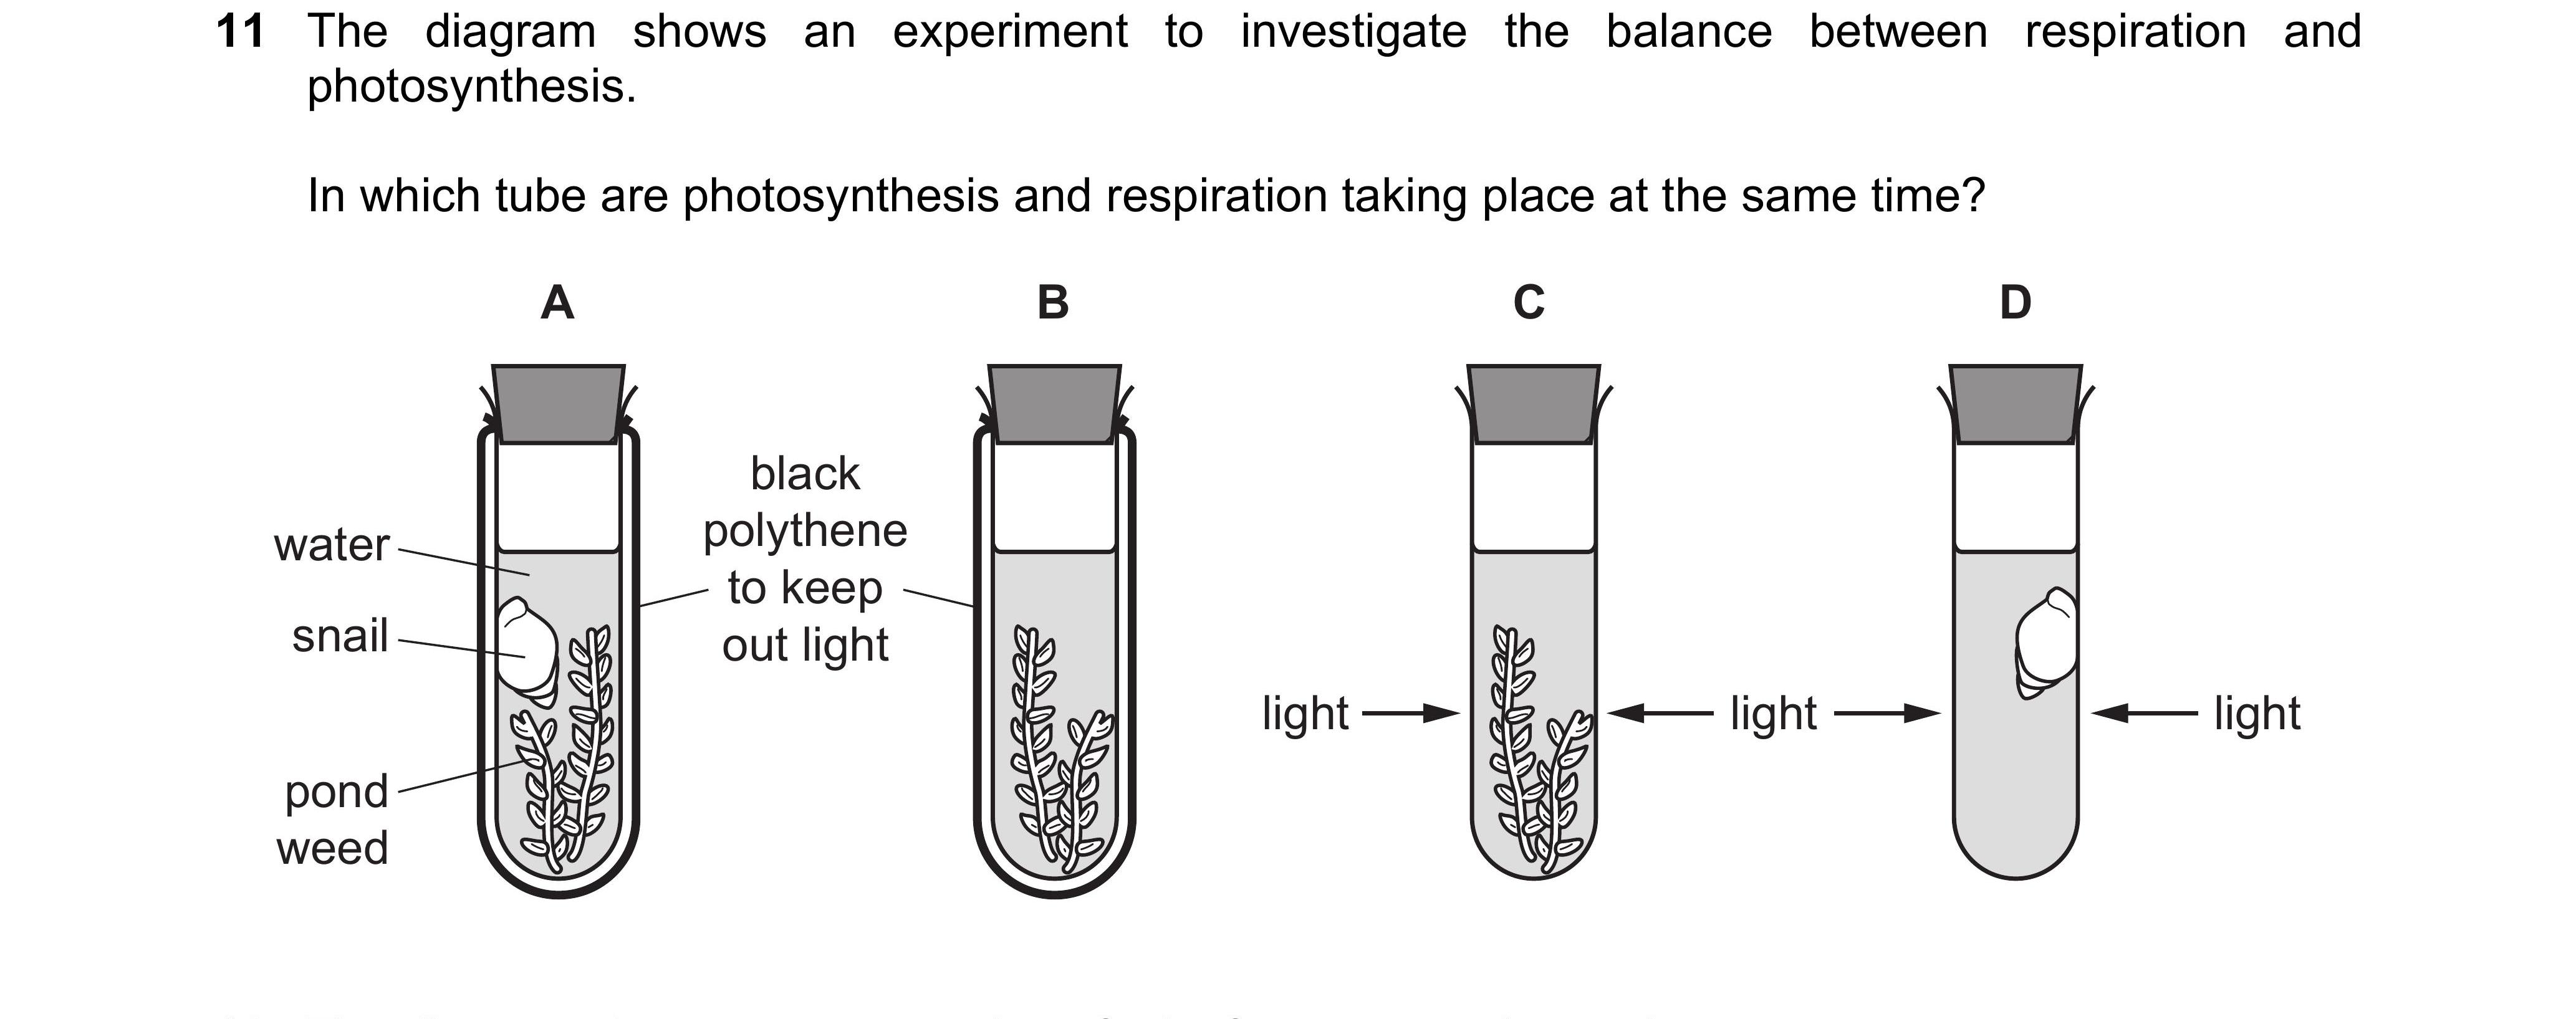 11 The diagram shows an experiment to investigate the balance between respiration and
photosynthesis.
In which tube are photosynthesis and respiration taking place at the same time?
A B C D
water
snail
pond
weed
black
polythene
to keep
out light
light light light